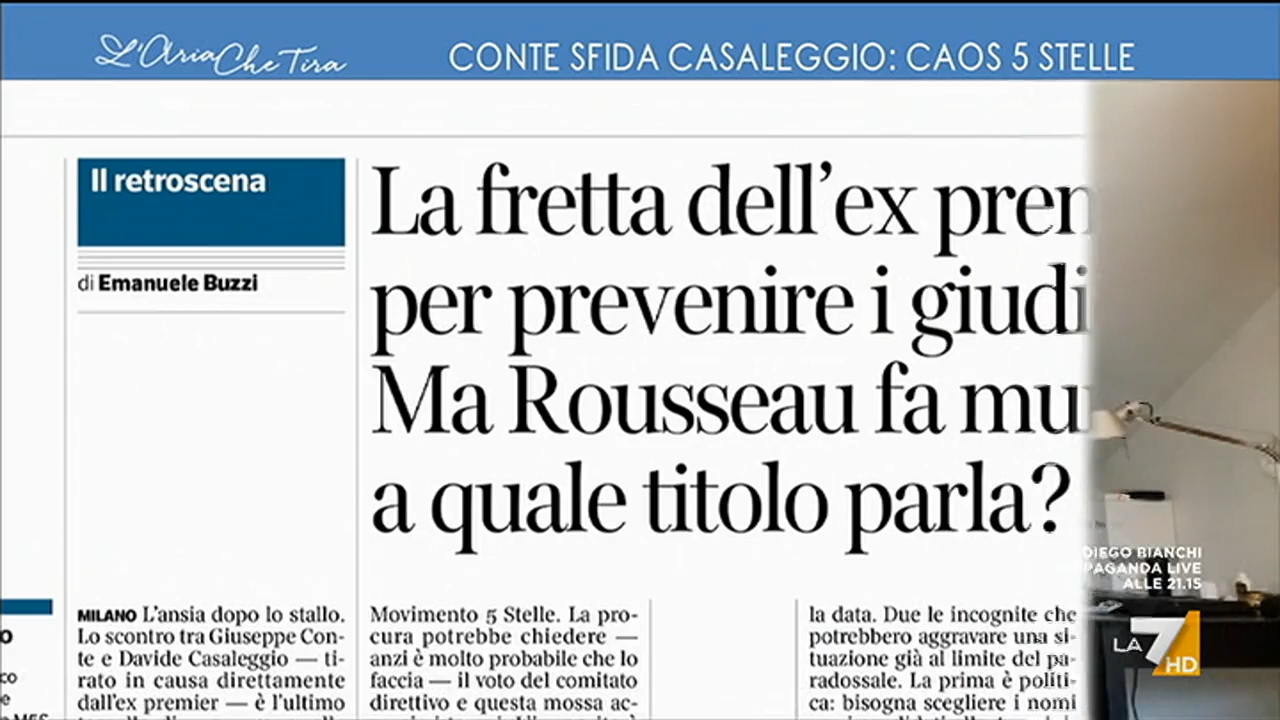 L'Aria Che Tira
CONTE SFIDA CASALEGGIO: CAOS 5 STELLE
Il retroscena
di Emanuele Buzzi
La fretta dell'ex
per prevenire i
Ma Rousseau fa
a quale titolo parla?
MILANO L'ansia dopo lo stallo.
Lo scontro tra Giuseppe Con-
te e Davide Casaleggio — ti-
rato in causa direttamente
dall'ex premier — è l'ultimo
Movimento 5 Stelle. La pro-
cura potrebbe chiedere —
anzi è molto probabile che lo
faccia — il voto del comitato
direttivo e questa mossa ac-
la data. Due le incognite che
potrebbero aggravare una si-
tuazione già al limite del pa-
radossale. La prima è politi-
ca: bisogna scegliere i nomi
DIEGO BIANCHI
PAGANDA LIVE
ALLE 21.15
LA 7 HD